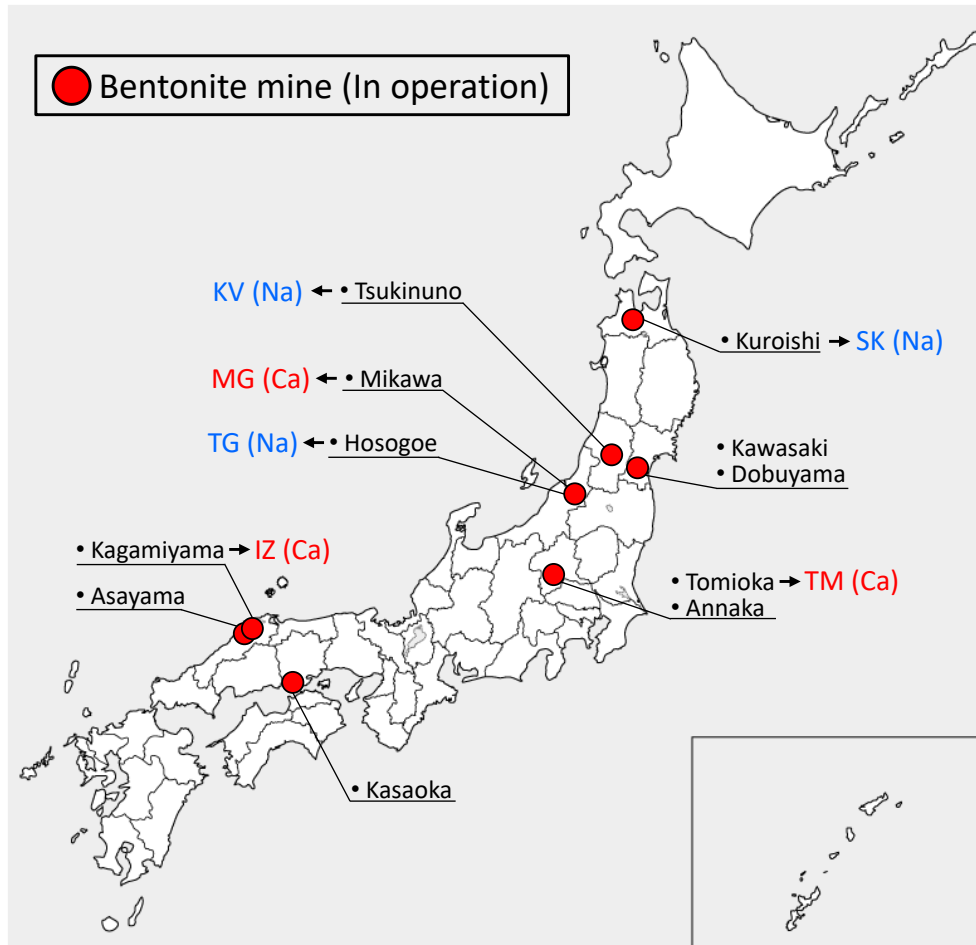 Bentonite mine (In operation)
KV (Na) ← • Tsukinuno
• Kuroishi → SK (Na)
MG (Ca) ← • Mikawa
TG (Na) ← • Hosogoe
• Kawasaki
• Dobuyama
• Kagamiyama → IZ (Ca)
• Asayama
• Tomioka → TM (Ca)
• Annaka
• Kasaoka